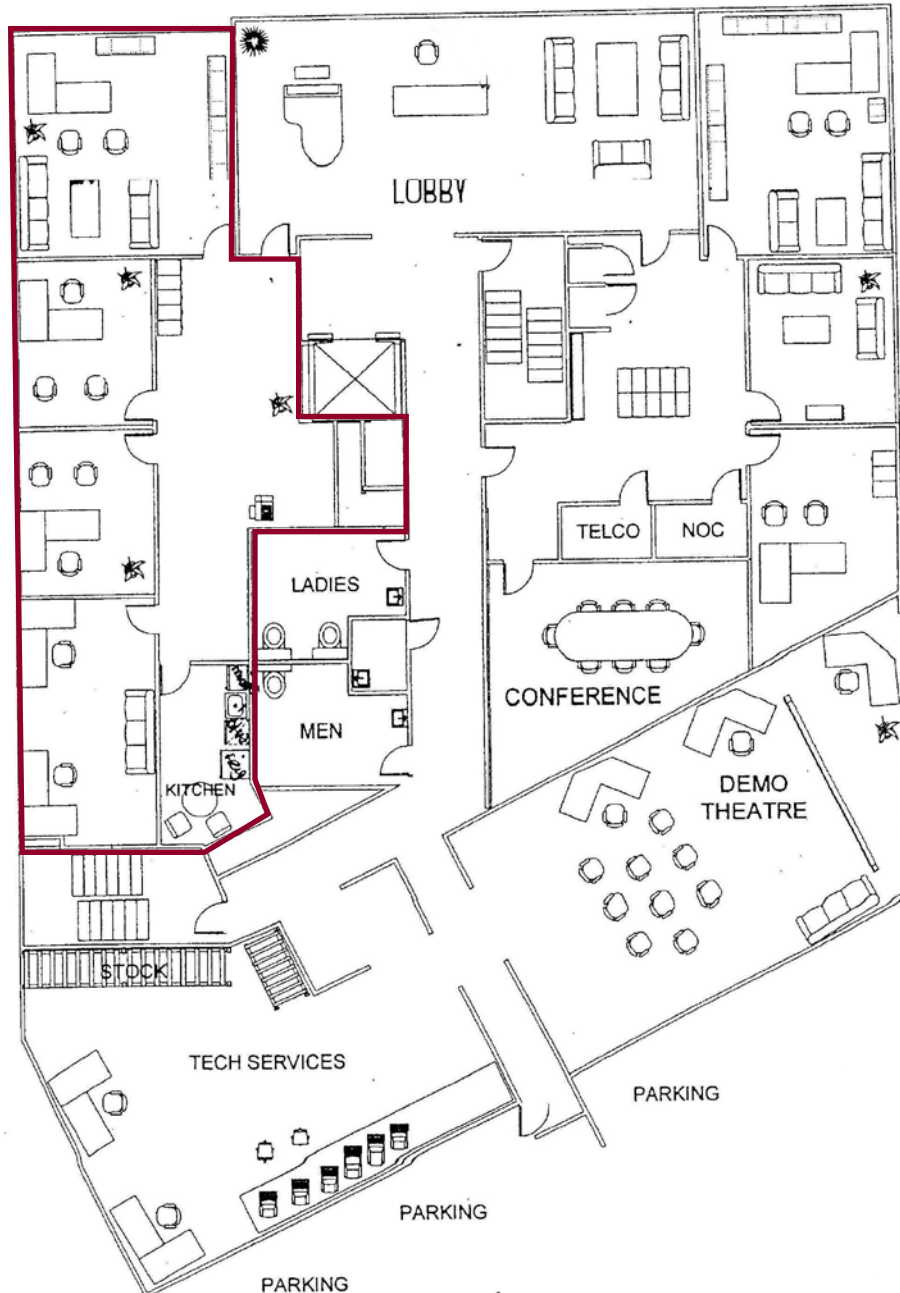 LOBBY
TELCO
NOC
LADIES
CONFERENCE
MEN
DEMO
THEATRE
KITCHEN
STOCK
TECH SERVICES
PARKING
PARKING
PARKING